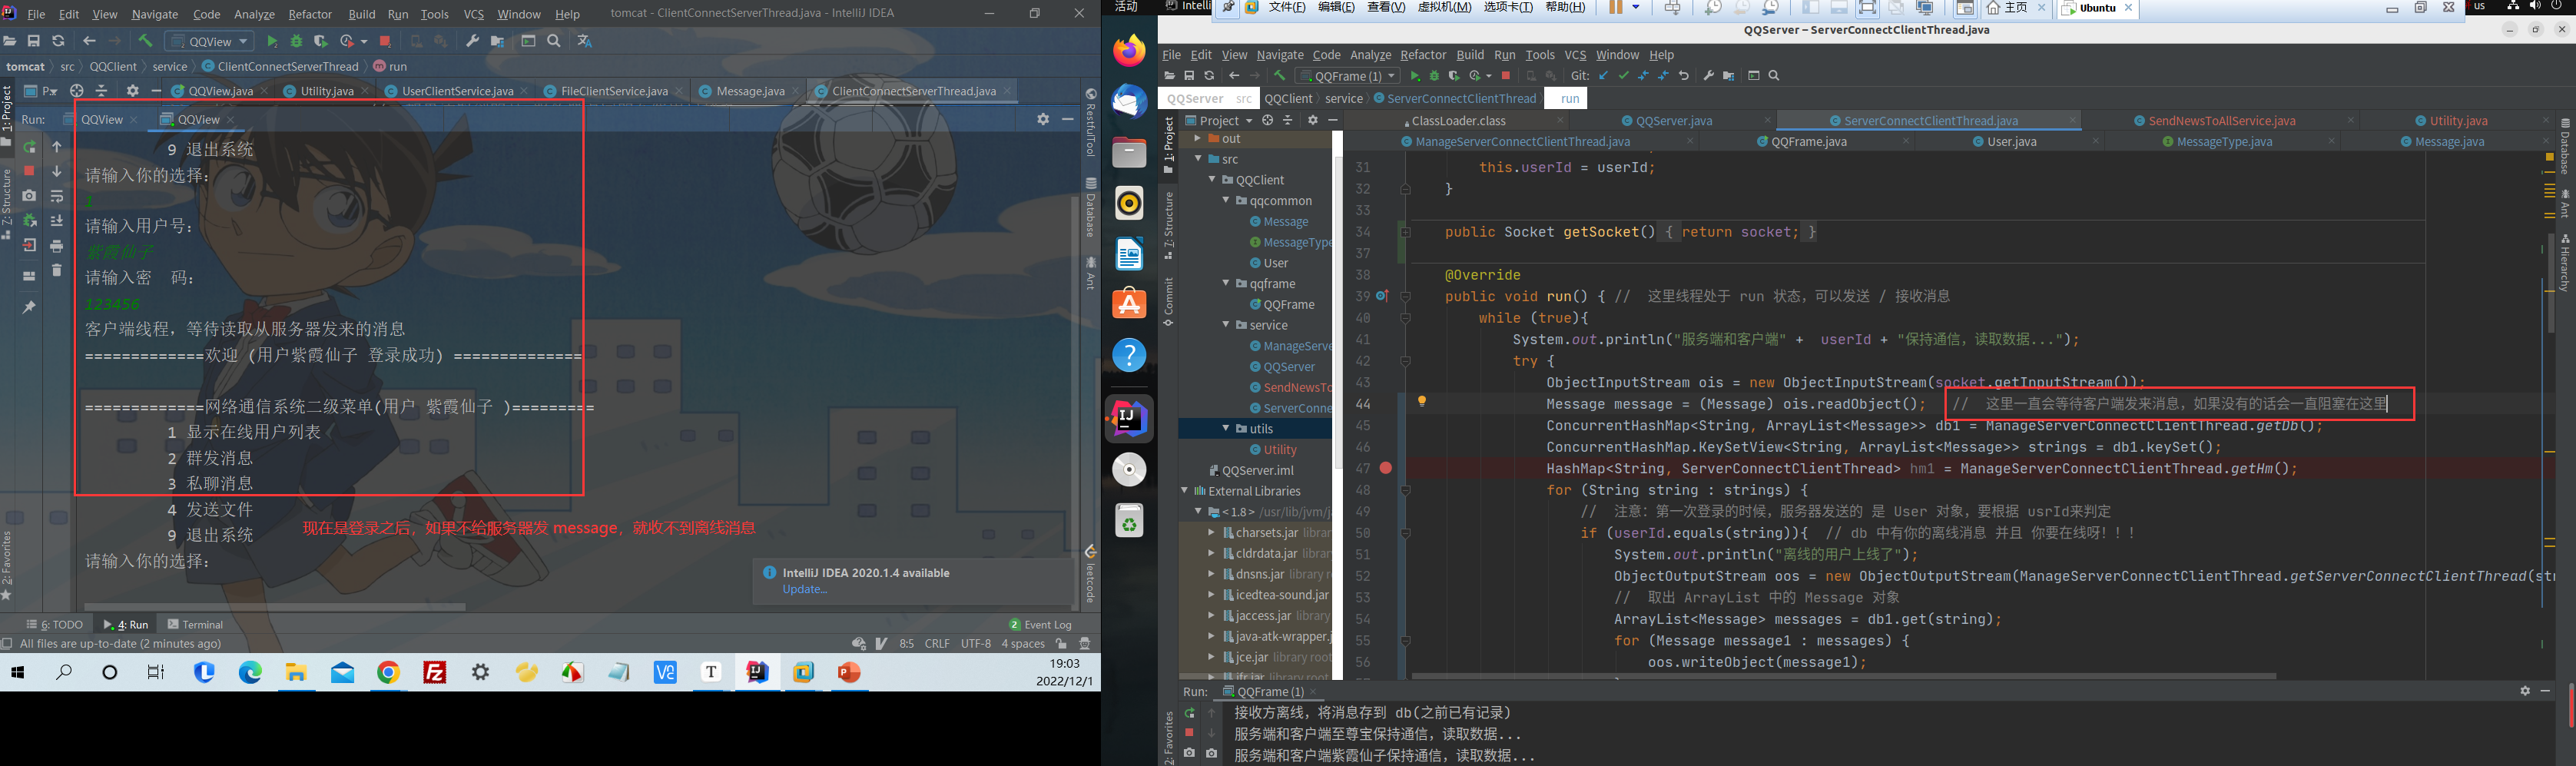 File Edit View Navigate Code Analyze Refactor Build Run Tools VCS Window Help tomcat - ClientConnectServerThread.java - IntelliJ IDEA
QQView
tomcat src QQClient service ClientConnectServerThread run
P... QQView.java Utility.java UserClientService.java FileClientService.java Message.java ClientConnectServerThread.java
Run: QQView QQView
9 退出系统
请输入你的选择:
1
请输入用户号:
紫霞仙子
请输入密 码:
123456
客户端线程，等待读取从服务器发来的消息
=============欢迎 (用户紫霞仙子 登录成功) ==============
=============网络通信系统二级菜单(用户 紫霞仙子 )=========
1 显示在线用户列表
2 群发消息
3 私聊消息
4 发送文件
9 退出系统
请输入你的选择:
现在是登录之后，如果不给服务器发 message，就收不到离线消息
IntelliJ IDEA 2020.1.4 available
Update...
1: Project
7: Structure
2: Favorites
RestfulTool
Database
Ant
leetcode
6: TODO 4: Run Terminal 2 Event Log
All files are up-to-date (2 minutes ago) 8:5 CRLF UTF-8 4 spaces
19:03
2022/12/1
活动 Intelli 文件(F) 编辑(E) 查看(V) 虚拟机(M) 选项卡(T) 帮助(H) 主页 Ubuntu us
QQServer – ServerConnectClientThread.java
File Edit View Navigate Code Analyze Refactor Build Run Tools VCS Window Help
QQFrame (1) Git:
QQServer src QQClient service ServerConnectClientThread run
Project ClassLoader.class QQServer.java ServerConnectClientThread.java SendNewsToAllService.java Utility.java
ManageServerConnectClientThread.java QQFrame.java User.java MessageType.java Message.java
1: Project
7: Structure
Commit
2: Favorites
out
src
QQClient
qqcommon
Message
MessageType
User
qqframe
QQFrame
service
ManageServe
QQServer
SendNewsTo
ServerConne
utils
Utility
QQServer.iml
External Libraries
< 1.8 > /usr/lib/jvm/j
charsets.jar library
cldrdata.jar library
dnsns.jar library r
icedtea-sound.jar
jaccess.jar library
java-atk-wrapper.j
jce.jar library root
jfr.jar library root
31 this.userId = userId;
32 }
33
34 public Socket getSocket() { return socket; }
37
38 @Override
39 public void run() { // 这里线程处于 run 状态，可以发送 / 接收消息
40 while (true){
41 System.out.println("服务端和客户端" + userId + "保持通信，读取数据...");
42 try {
43 ObjectInputStream ois = new ObjectInputStream(socket.getInputStream());
44 Message message = (Message) ois.readObject(); // 这里一直会等待客户端发来消息，如果没有的话会一直阻塞在这里
45 ConcurrentHashMap<String, ArrayList<Message>> db1 = ManageServerConnectClientThread.getDb();
46 ConcurrentHashMap.KeySetView<String, ArrayList<Message>> strings = db1.keySet();
47 HashMap<String, ServerConnectClientThread> hm1 = ManageServerConnectClientThread.getHm();
48 for (String string : strings) {
49 // 注意：第一次登录的时候，服务器发送的 是 User 对象，要根据 usrId来判定
50 if (userId.equals(string)){ // db 中有你的离线消息 并且 你要在线呀！！！
51 System.out.println("离线的用户上线了");
52 ObjectOutputStream oos = new ObjectOutputStream(ManageServerConnectClientThread.getServerConnectClientThread(st
53 // 取出 ArrayList 中的 Message 对象
54 ArrayList<Message> messages = db1.get(string);
55 for (Message message1 : messages) {
56 oos.writeObject(message1);
Database
Ant
Hierarchy
Run: QQFrame (1)
接收方离线，将消息存到 db(之前已有记录)
服务端和客户端至尊宝保持通信，读取数据...
服务端和客户端紫霞仙子保持通信，读取数据...